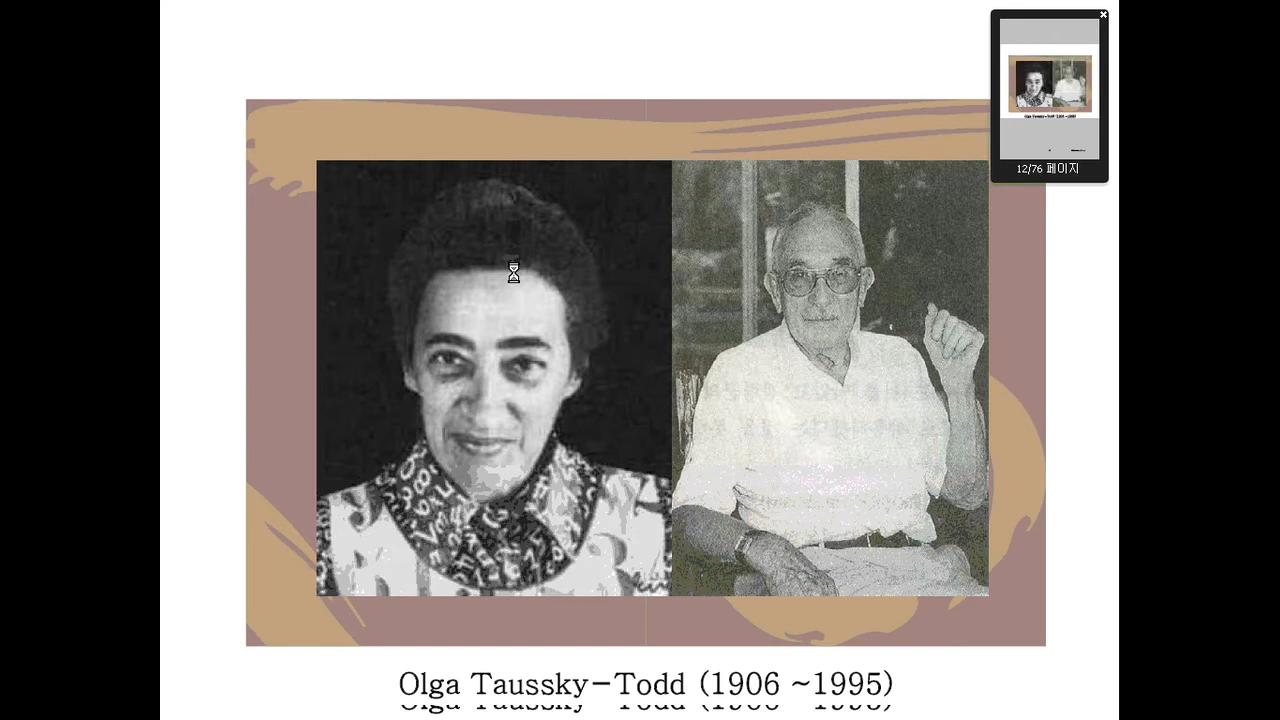 12/76 페이지
Olga Taussky-Todd (1906 ~1995)